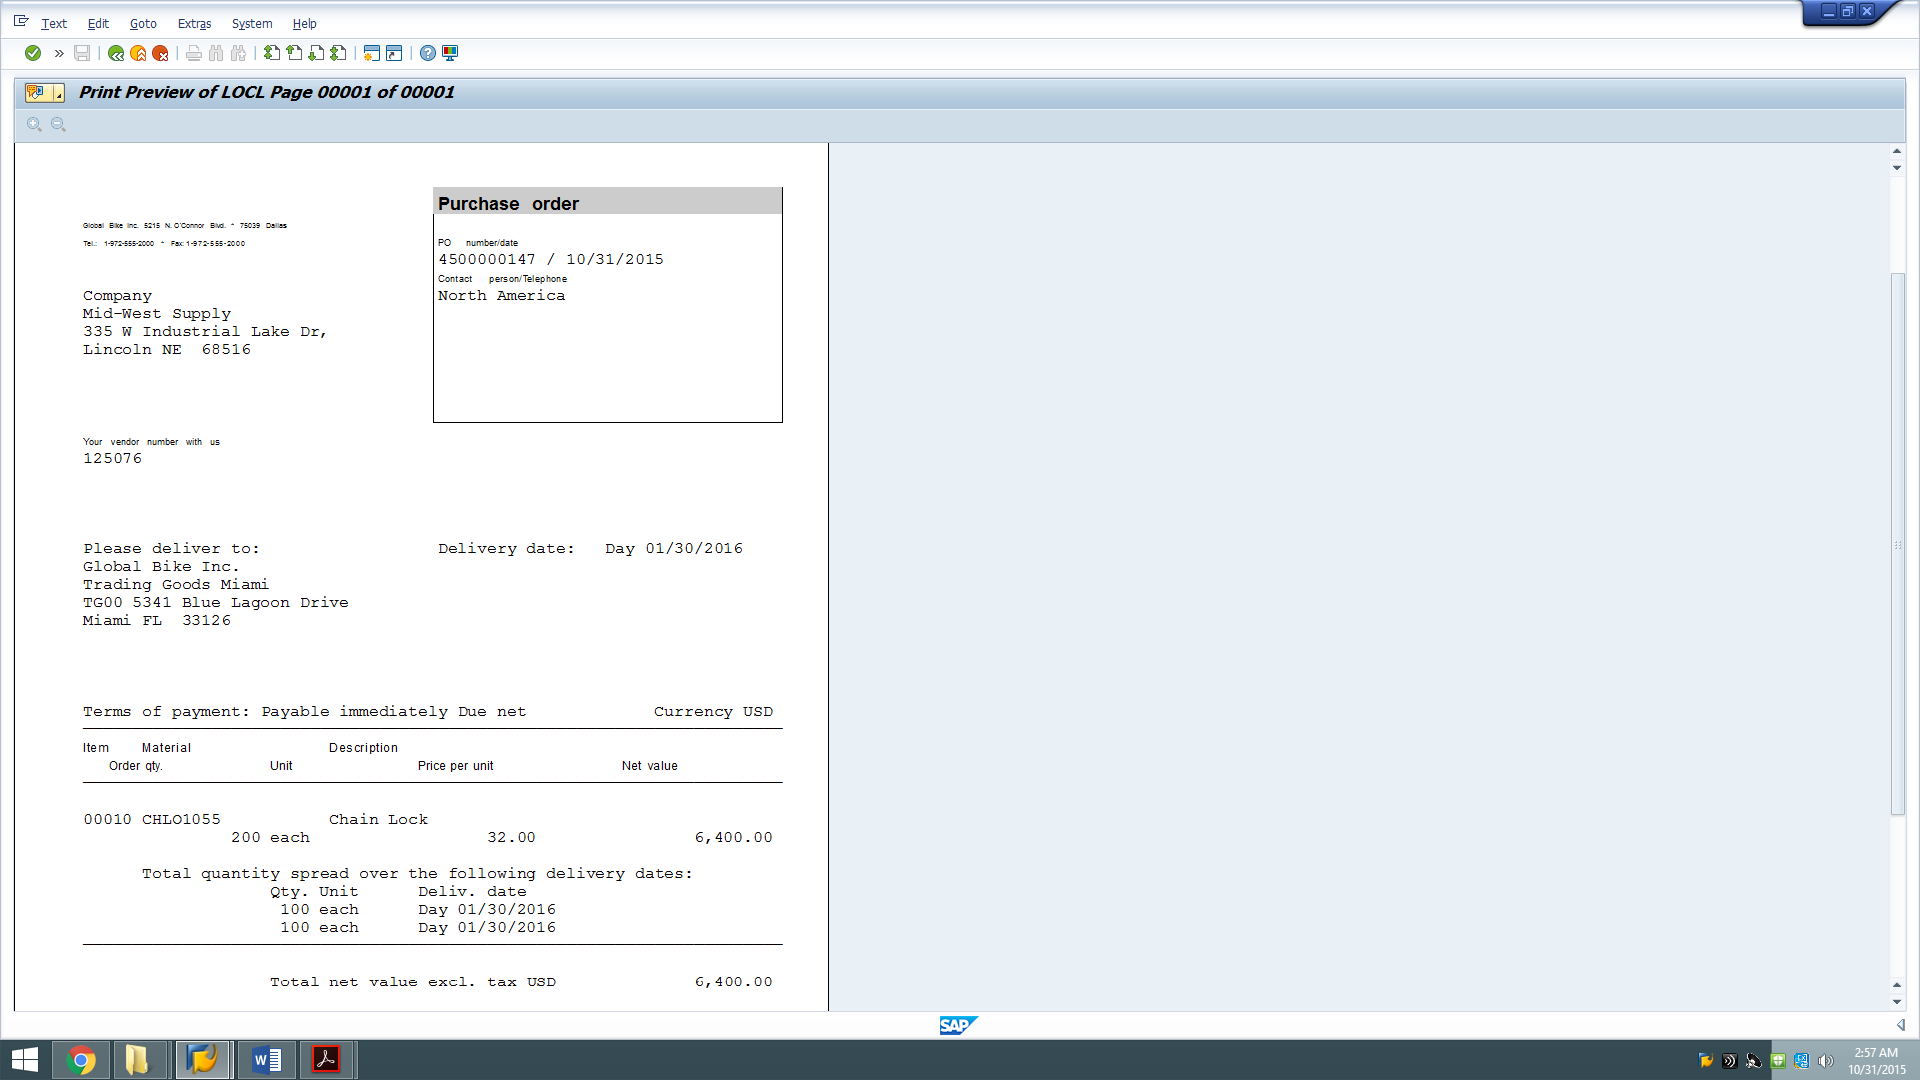 Text Edit Goto Extras System Help
Print Preview of LOCL Page 00001 of 00001
Purchase order
Global Bike Inc. 5215 N. O'Connor Blvd. * 75039 Dallas
Tel.: 1-972-555-2000 * Fax: 1-972-555-2000
PO number/date
4500000147 / 10/31/2015
Contact person/Telephone
North America
Company
Mid-West Supply
335 W Industrial Lake Dr,
Lincoln NE 68516
Your vendor number with us
125076
Please deliver to: Delivery date: Day 01/30/2016
Global Bike Inc.
Trading Goods Miami
TG00 5341 Blue Lagoon Drive
Miami FL 33126
Terms of payment: Payable immediately Due net Currency USD
Item Material Description
Order qty. Unit Price per unit Net value
00010 CHLO1055 Chain Lock
200 each 32.00 6,400.00
Total quantity spread over the following delivery dates:
Qty. Unit Deliv. date
100 each Day 01/30/2016
100 each Day 01/30/2016
Total net value excl. tax USD 6,400.00
SAP
2:57 AM
10/31/2015